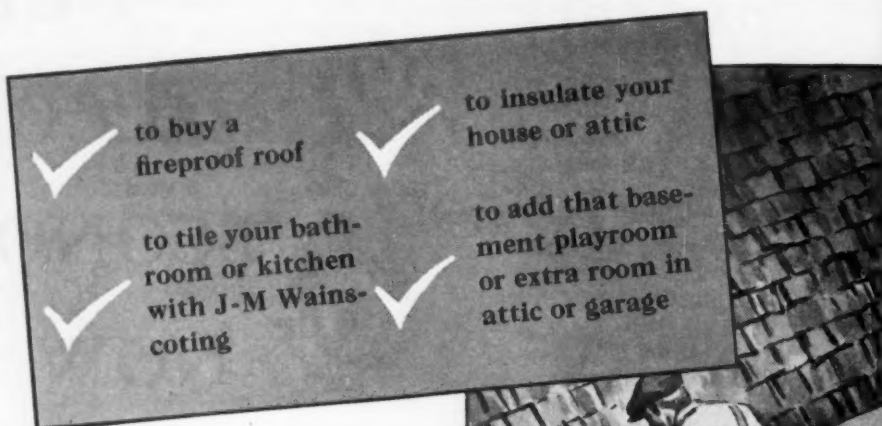 to buy a
fireproof roof
to insulate your
house or attic
to tile your bath-
room or kitchen
with J-M Wains-
coting
to add that base-
ment playroom
or extra room in
attic or garage